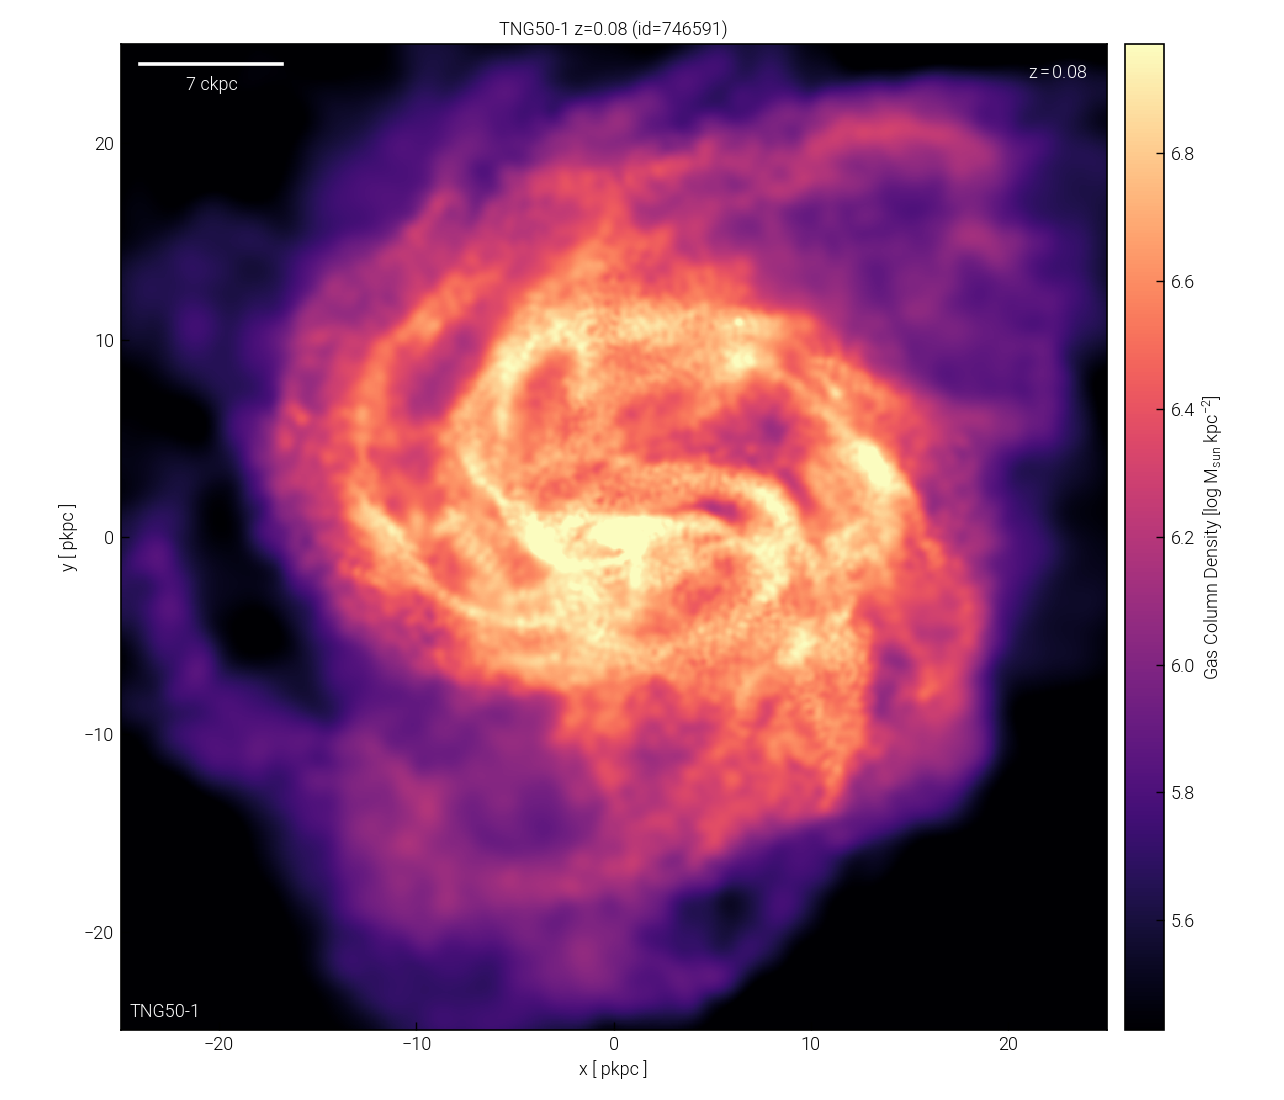 TNG50-1 z=0.08 (id=746591)
7 ckpc
z=0.08
20
10
0
−10
−20
y [ pkpc ]
TNG50-1
−20
−10
0
10
20
x [ pkpc ]
6.8
6.6
6.4
6.2
6.0
5.8
5.6
Gas Column Density [log M_sun kpc^−2]